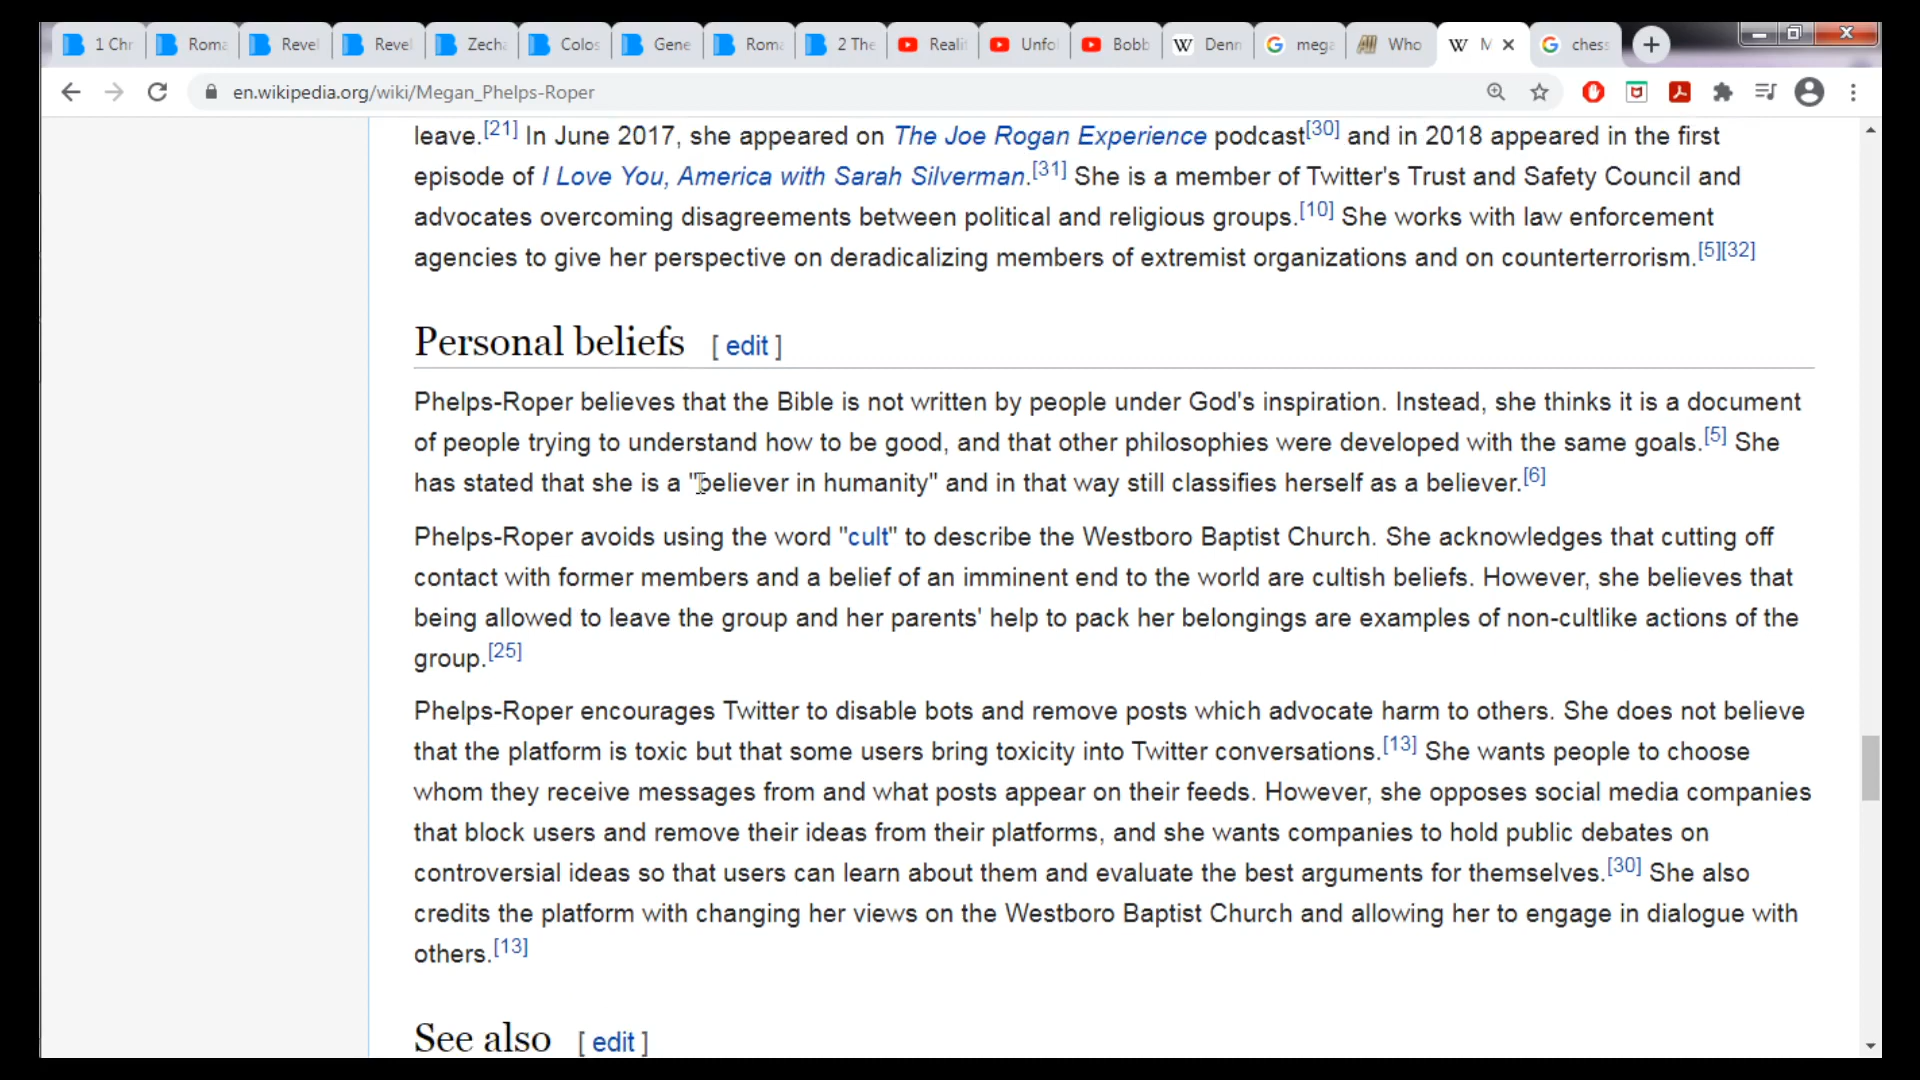 1 Chr
Roma
Revel
Revel
Zecha
Colos
Gene
Roma
2 The
Reali
Unfo
Bobb
Denn
mega
Who
M
chess
en.wikipedia.org/wiki/Megan_Phelps-Roper
leave.[21] In June 2017, she appeared on The Joe Rogan Experience podcast[30] and in 2018 appeared in the first
episode of I Love You, America with Sarah Silverman.[31] She is a member of Twitter's Trust and Safety Council and
advocates overcoming disagreements between political and religious groups.[10] She works with law enforcement
agencies to give her perspective on deradicalizing members of extremist organizations and on counterterrorism.[5][32]
Personal beliefs [ edit ]
Phelps-Roper believes that the Bible is not written by people under God's inspiration. Instead, she thinks it is a document
of people trying to understand how to be good, and that other philosophies were developed with the same goals.[5] She
has stated that she is a "believer in humanity" and in that way still classifies herself as a believer.[6]
Phelps-Roper avoids using the word "cult" to describe the Westboro Baptist Church. She acknowledges that cutting off
contact with former members and a belief of an imminent end to the world are cultish beliefs. However, she believes that
being allowed to leave the group and her parents' help to pack her belongings are examples of non-cultlike actions of the
group.[25]
Phelps-Roper encourages Twitter to disable bots and remove posts which advocate harm to others. She does not believe
that the platform is toxic but that some users bring toxicity into Twitter conversations.[13] She wants people to choose
whom they receive messages from and what posts appear on their feeds. However, she opposes social media companies
that block users and remove their ideas from their platforms, and she wants companies to hold public debates on
controversial ideas so that users can learn about them and evaluate the best arguments for themselves.[30] She also
credits the platform with changing her views on the Westboro Baptist Church and allowing her to engage in dialogue with
others.[13]
See also [ edit ]